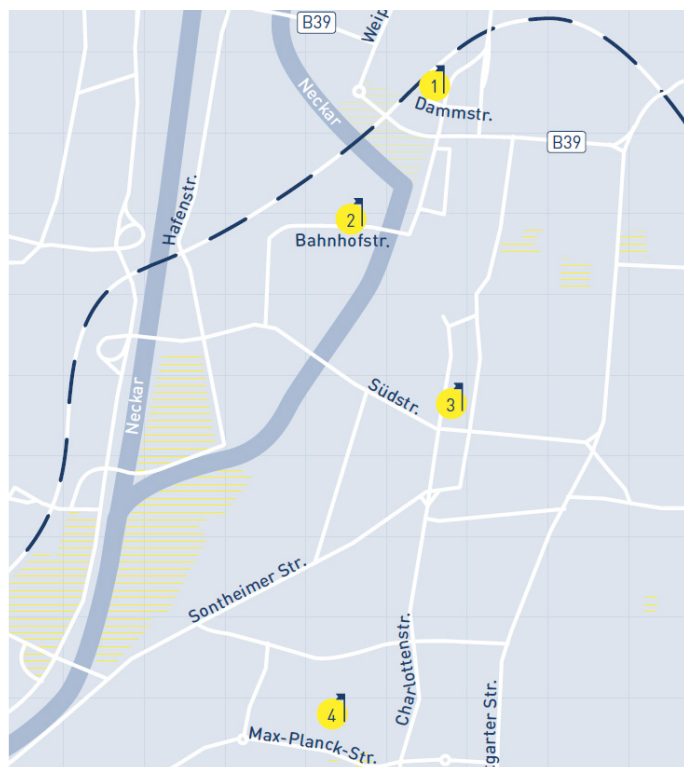 B39
Weip
1
Neckar
Dammstr.
B39
Hafenstr.
2
Bahnhofstr.
Neckar
Südstr.
3
Sontheimer Str.
Charlottenstr.
4
Max-Planck-Str.
tgarter Str.